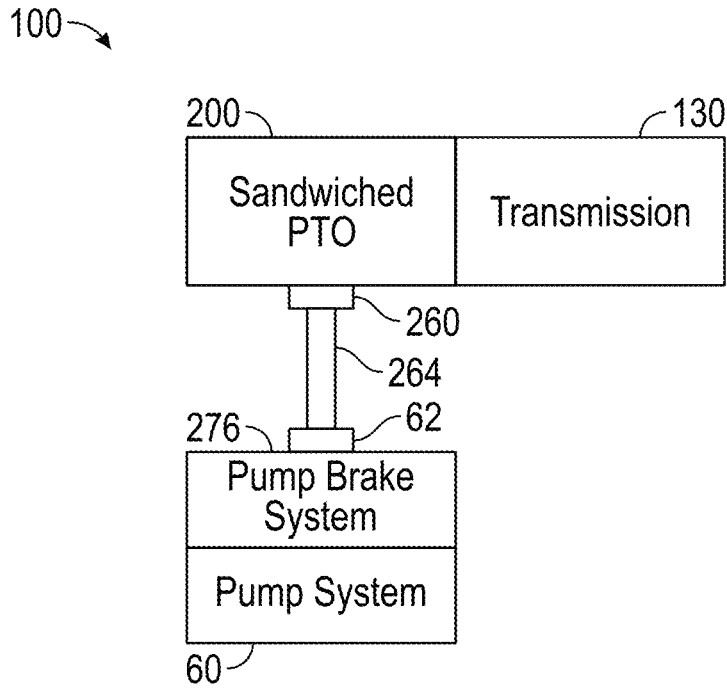 100
200
130
Sandwiched
PTO
Transmission
260
264
62
276
Pump Brake
System
Pump System
60